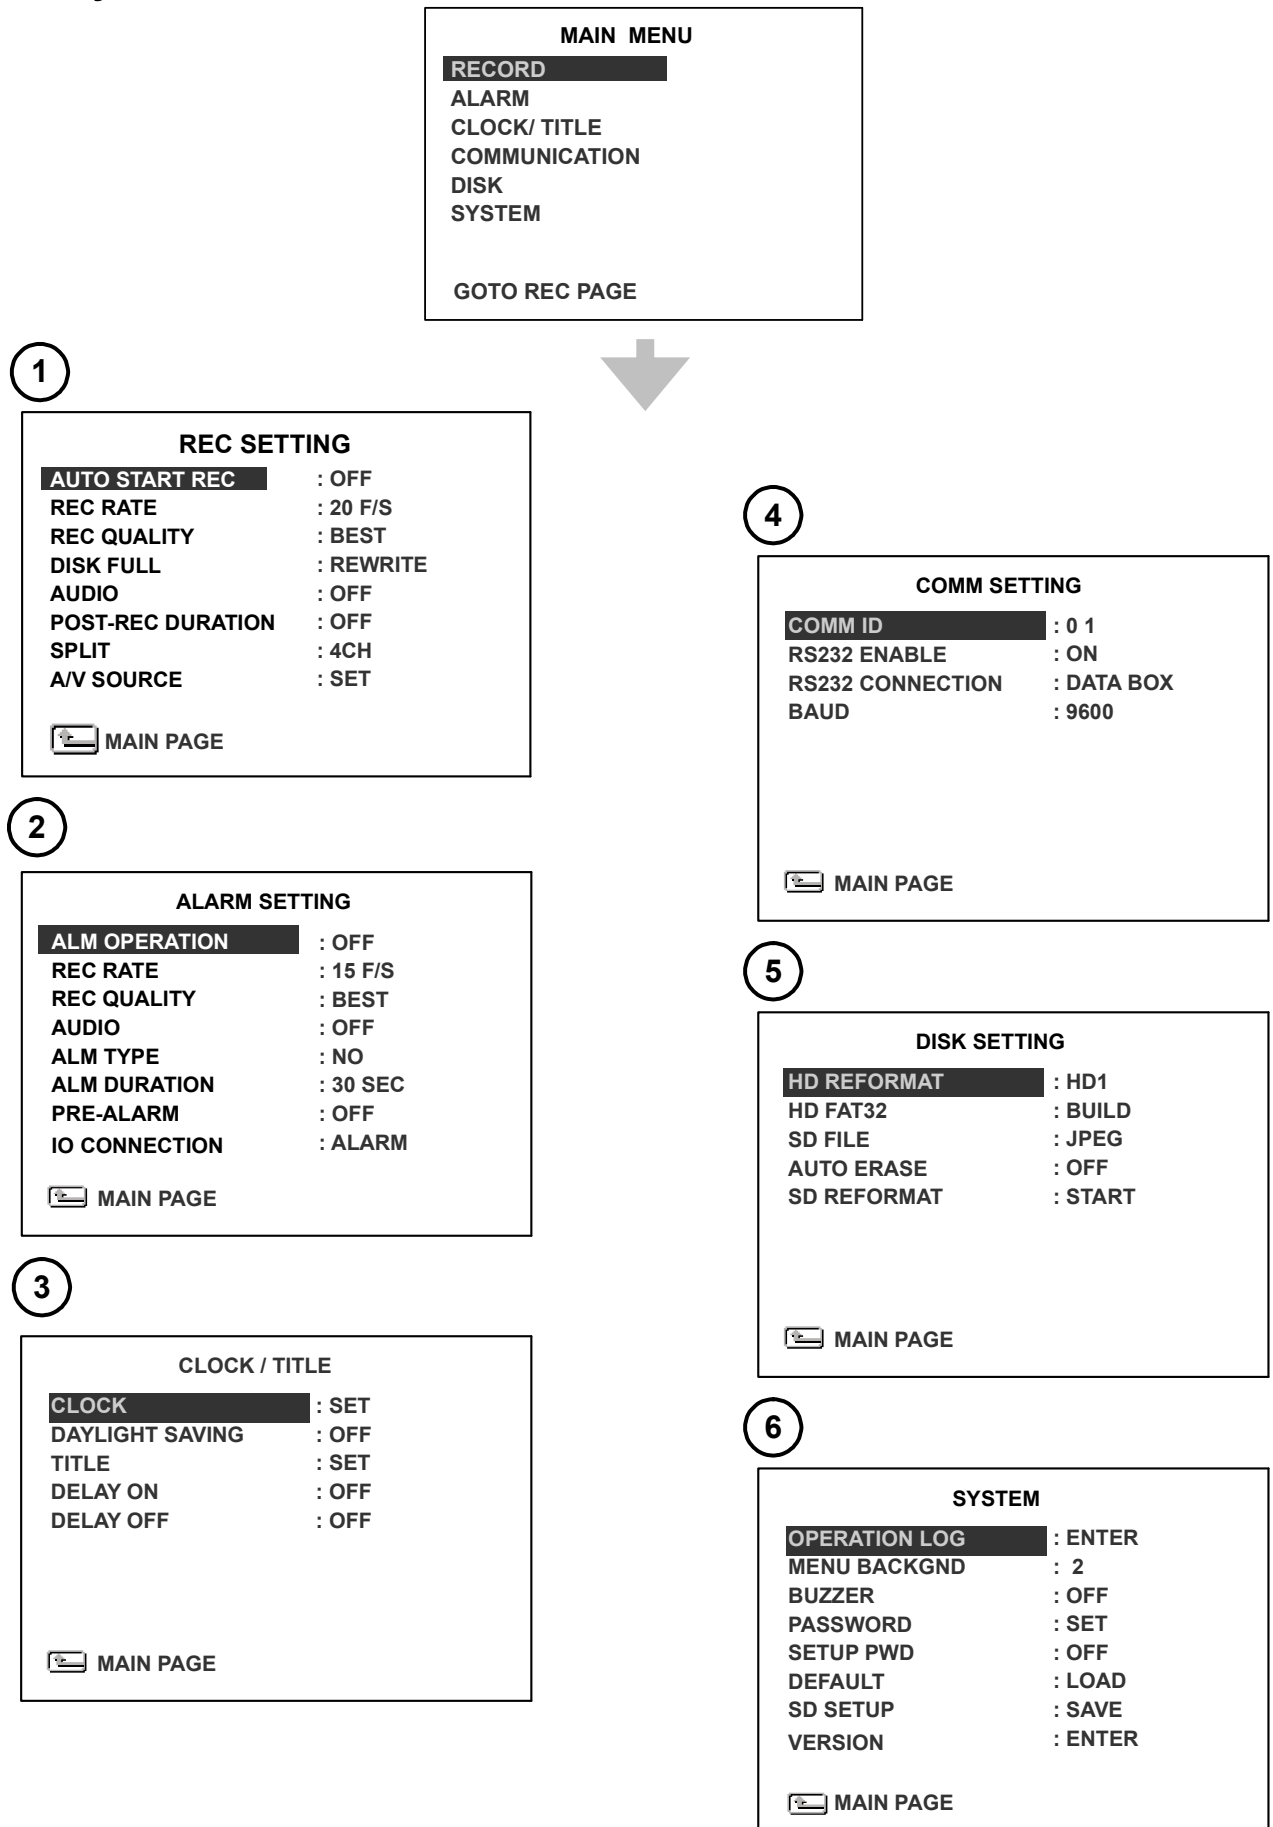 MAIN MENU
RECORD
ALARM
CLOCK/ TITLE
COMMUNICATION
DISK
SYSTEM
GOTO REC PAGE
1
REC SETTING
AUTO START REC : OFF
REC RATE : 20 F/S
REC QUALITY : BEST
DISK FULL : REWRITE
AUDIO : OFF
POST-REC DURATION : OFF
SPLIT : 4CH
A/V SOURCE : SET
MAIN PAGE
2
ALARM SETTING
ALM OPERATION : OFF
REC RATE : 15 F/S
REC QUALITY : BEST
AUDIO : OFF
ALM TYPE : NO
ALM DURATION : 30 SEC
PRE-ALARM : OFF
IO CONNECTION : ALARM
MAIN PAGE
3
CLOCK / TITLE
CLOCK : SET
DAYLIGHT SAVING : OFF
TITLE : SET
DELAY ON : OFF
DELAY OFF : OFF
MAIN PAGE
4
COMM SETTING
COMM ID : 0 1
RS232 ENABLE : ON
RS232 CONNECTION : DATA BOX
BAUD : 9600
MAIN PAGE
5
DISK SETTING
HD REFORMAT : HD1
HD FAT32 : BUILD
SD FILE : JPEG
AUTO ERASE : OFF
SD REFORMAT : START
MAIN PAGE
6
SYSTEM
OPERATION LOG : ENTER
MENU BACKGND : 2
BUZZER : OFF
PASSWORD : SET
SETUP PWD : OFF
DEFAULT : LOAD
SD SETUP : SAVE
VERSION : ENTER
MAIN PAGE